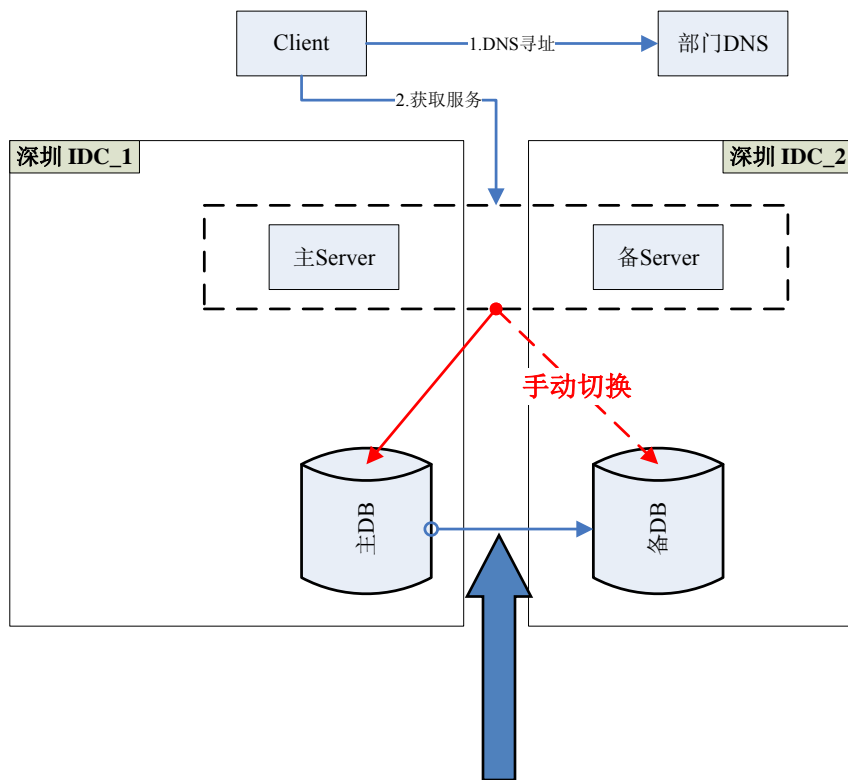 Client
1.DNS寻址
部门DNS
2.获取服务
深圳 IDC_1
深圳 IDC_2
主Server
备Server
手动切换
主DB
备DB